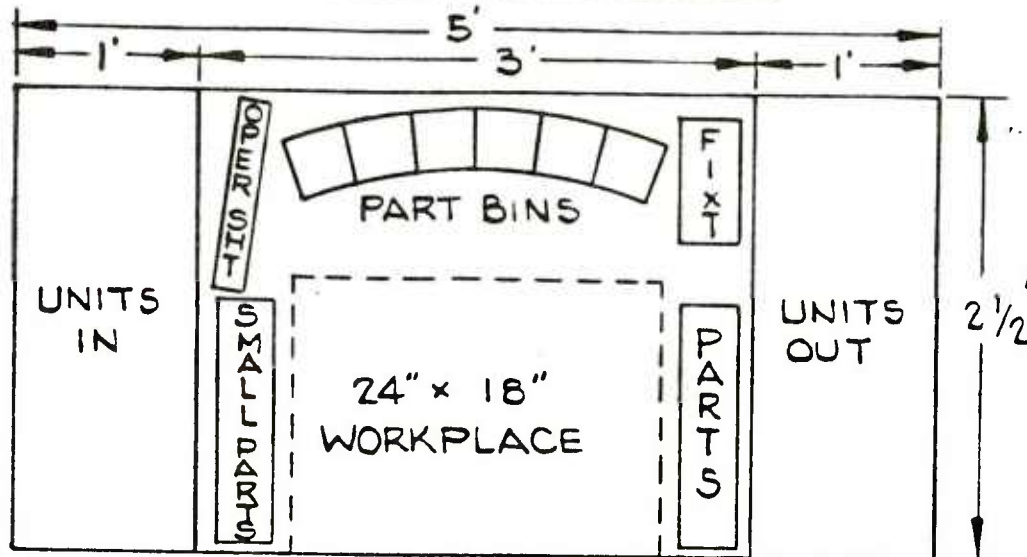 5'
1'
3'
1'
OPER SHT
PART BINS
FIXT
UNITS
IN
SMALL PARTS
24" x 18"
WORKPLACE
PARTS
UNITS
OUT
2 1/2'